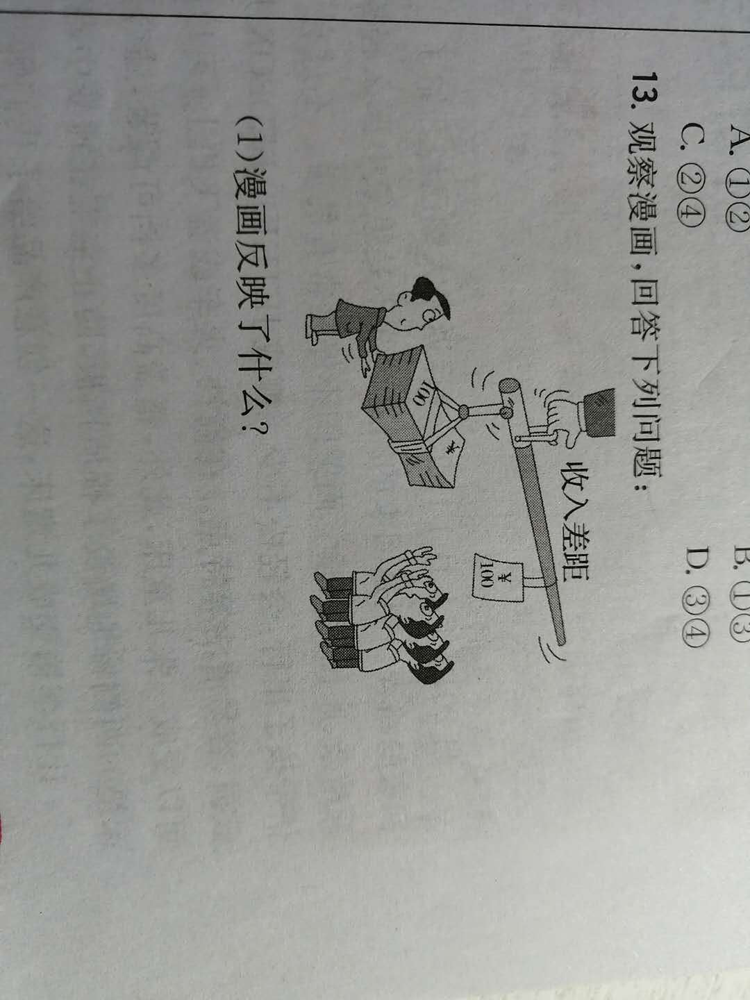 A. ①② B. ①③
C. ②④ D. ③④
13. 观察漫画,回答下列问题:
收入差距
¥
100
100
¥
(1)漫画反映了什么?